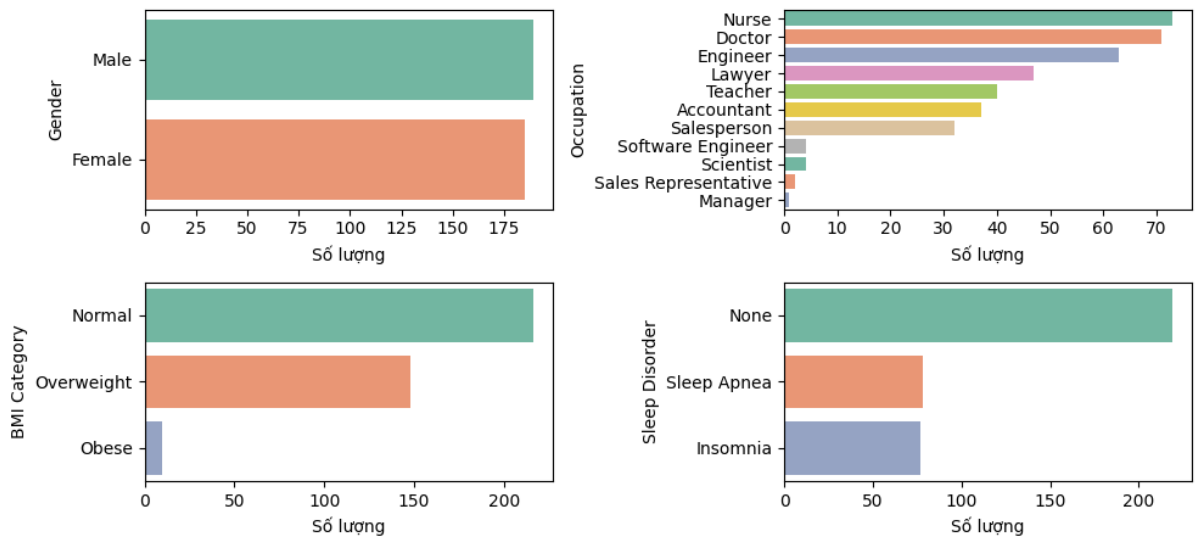 Gender
Male
Female
0 25 50 75 100 125 150 175
Số lượng
Occupation
Nurse
Doctor
Engineer
Lawyer
Teacher
Accountant
Salesperson
Software Engineer
Scientist
Sales Representative
Manager
0 10 20 30 40 50 60 70
Số lượng
BMI Category
Normal
Overweight
Obese
0 50 100 150 200
Số lượng
Sleep Disorder
None
Sleep Apnea
Insomnia
0 50 100 150 200
Số lượng